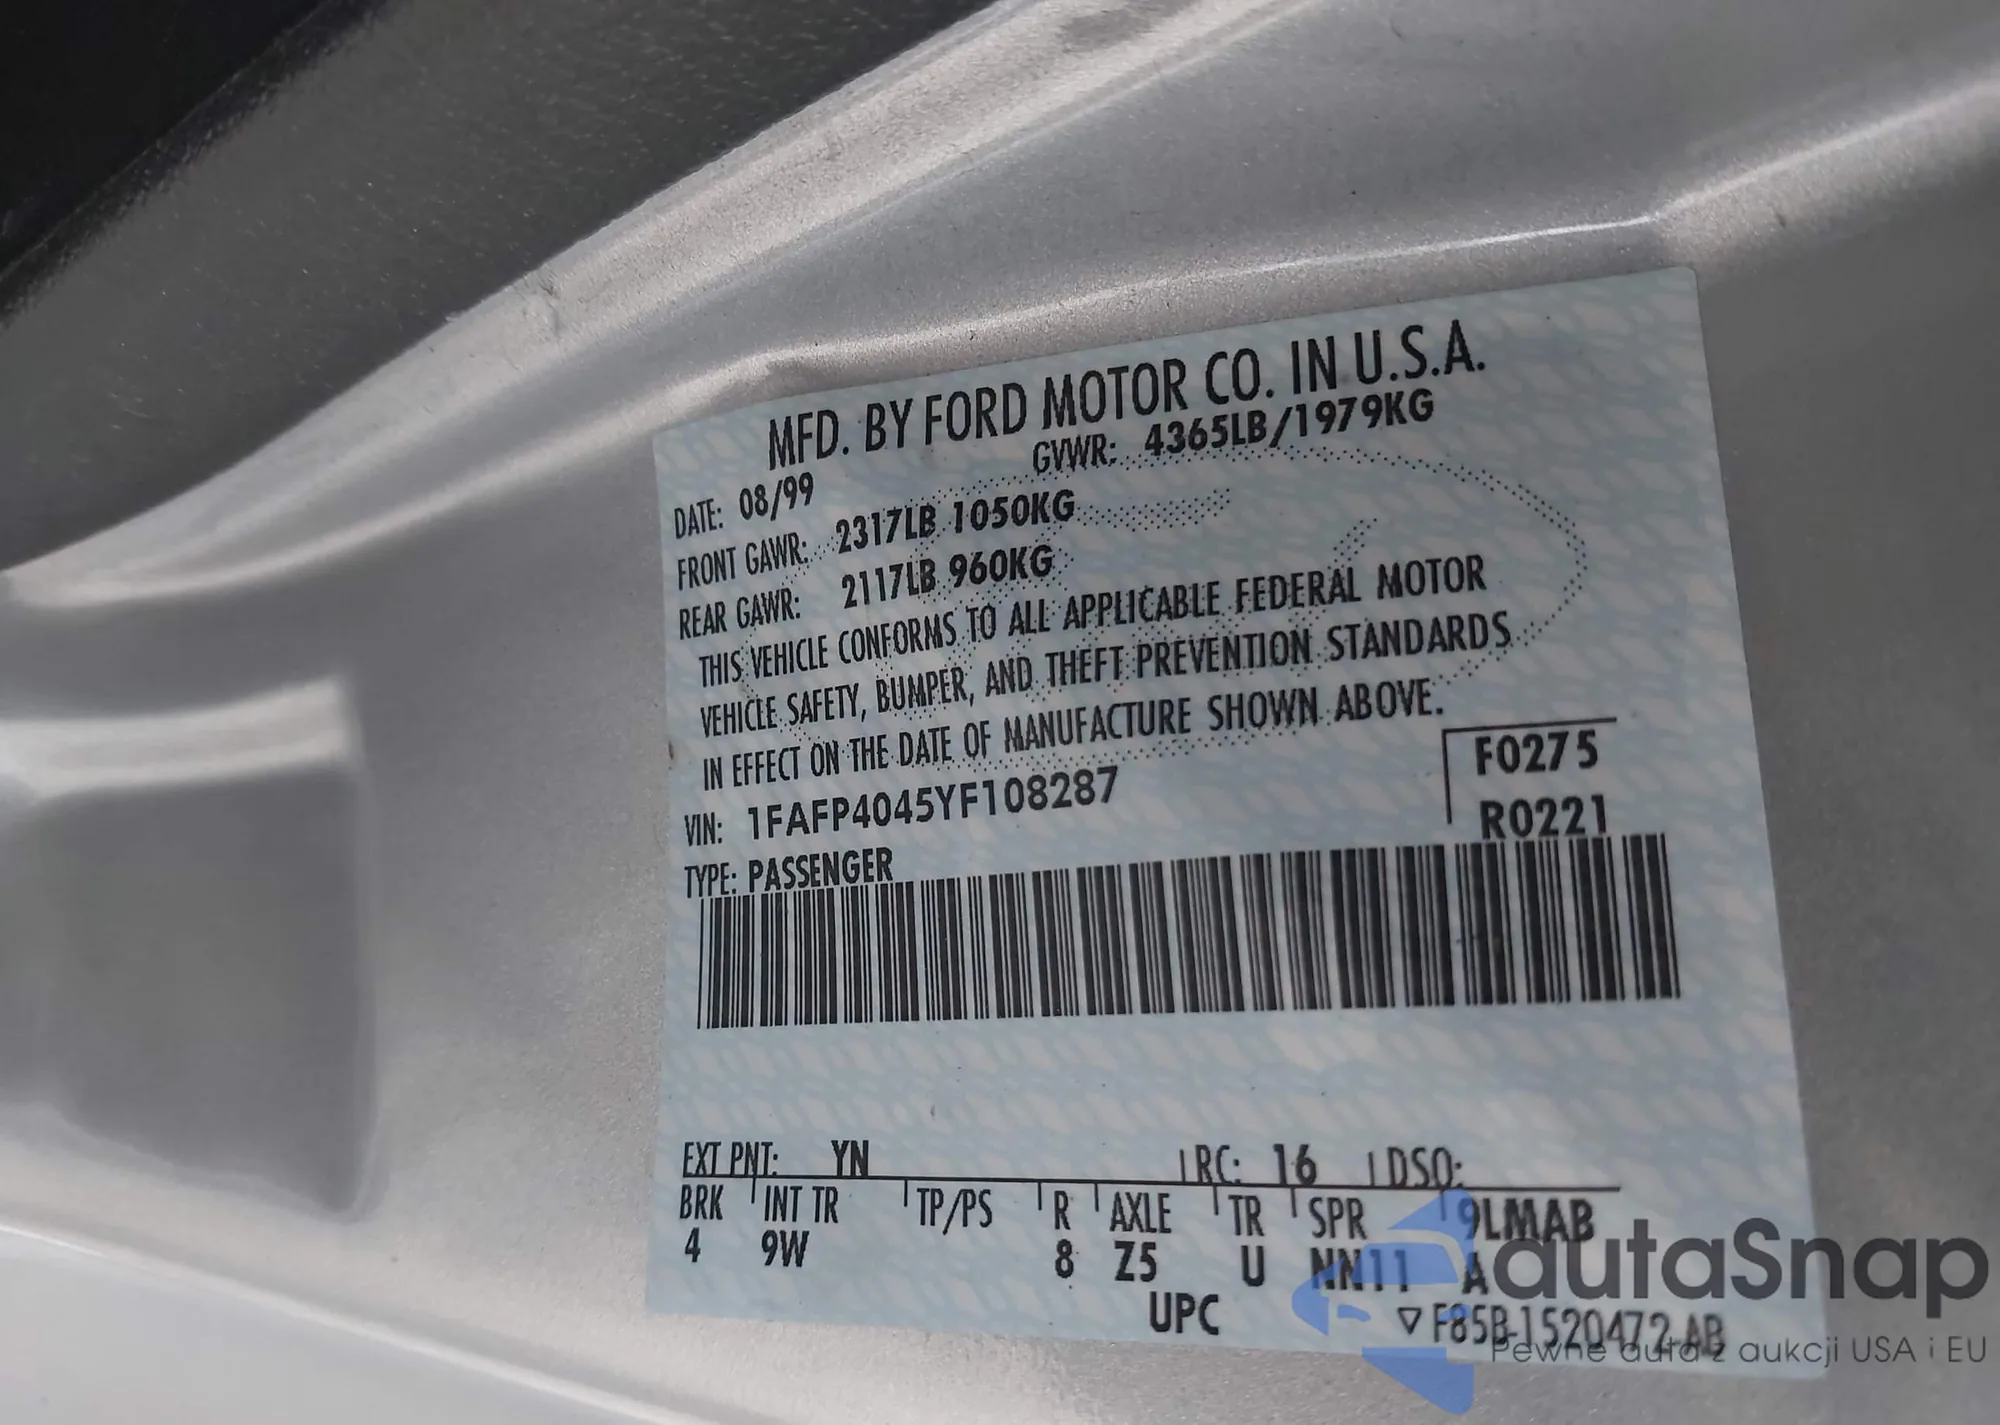 MFD. BY FORD MOTOR CO. IN U.S.A.
DATE: 08/99 GVWR: 4365LB/1979KG
FRONT GAWR: 2317LB 1050KG
REAR GAWR: 2117LB 960KG
THIS VEHICLE CONFORMS TO ALL APPLICABLE FEDERAL MOTOR
VEHICLE SAFETY, BUMPER, AND THEFT PREVENTION STANDARDS
IN EFFECT ON THE DATE OF MANUFACTURE SHOWN ABOVE.
VIN: 1FAFP4045YF108287 F0275
TYPE: PASSENGER R0221
EXT PNT: YN RC: 16 DSO:
BRK INT TR TP/PS R AXLE TR SPR 9LMAB
4 9W 8 Z5 U NN11 A
UPC ▽F85B-1520472-AB
autaSnap
Pewne auta z aukcji USA i EU